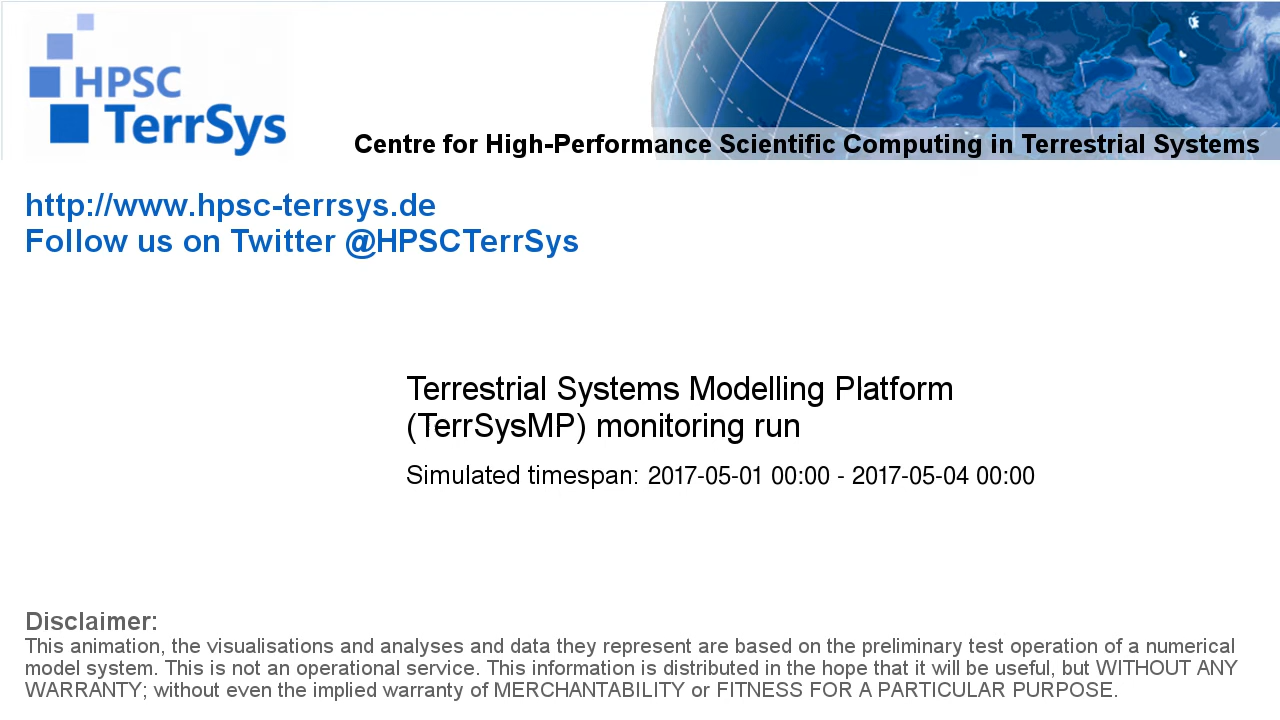 HPSC
TerrSys
Centre for High-Performance Scientific Computing in Terrestrial Systems
http://www.hpsc-terrsys.de
Follow us on Twitter @HPSCTerrSys
Terrestrial Systems Modelling Platform
(TerrSysMP) monitoring run
Simulated timespan: 2017-05-01 00:00 - 2017-05-04 00:00
Disclaimer:
This animation, the visualisations and analyses and data they represent are based on the preliminary test operation of a numerical
model system. This is not an operational service. This information is distributed in the hope that it will be useful, but WITHOUT ANY
WARRANTY; without even the implied warranty of MERCHANTABILITY or FITNESS FOR A PARTICULAR PURPOSE.